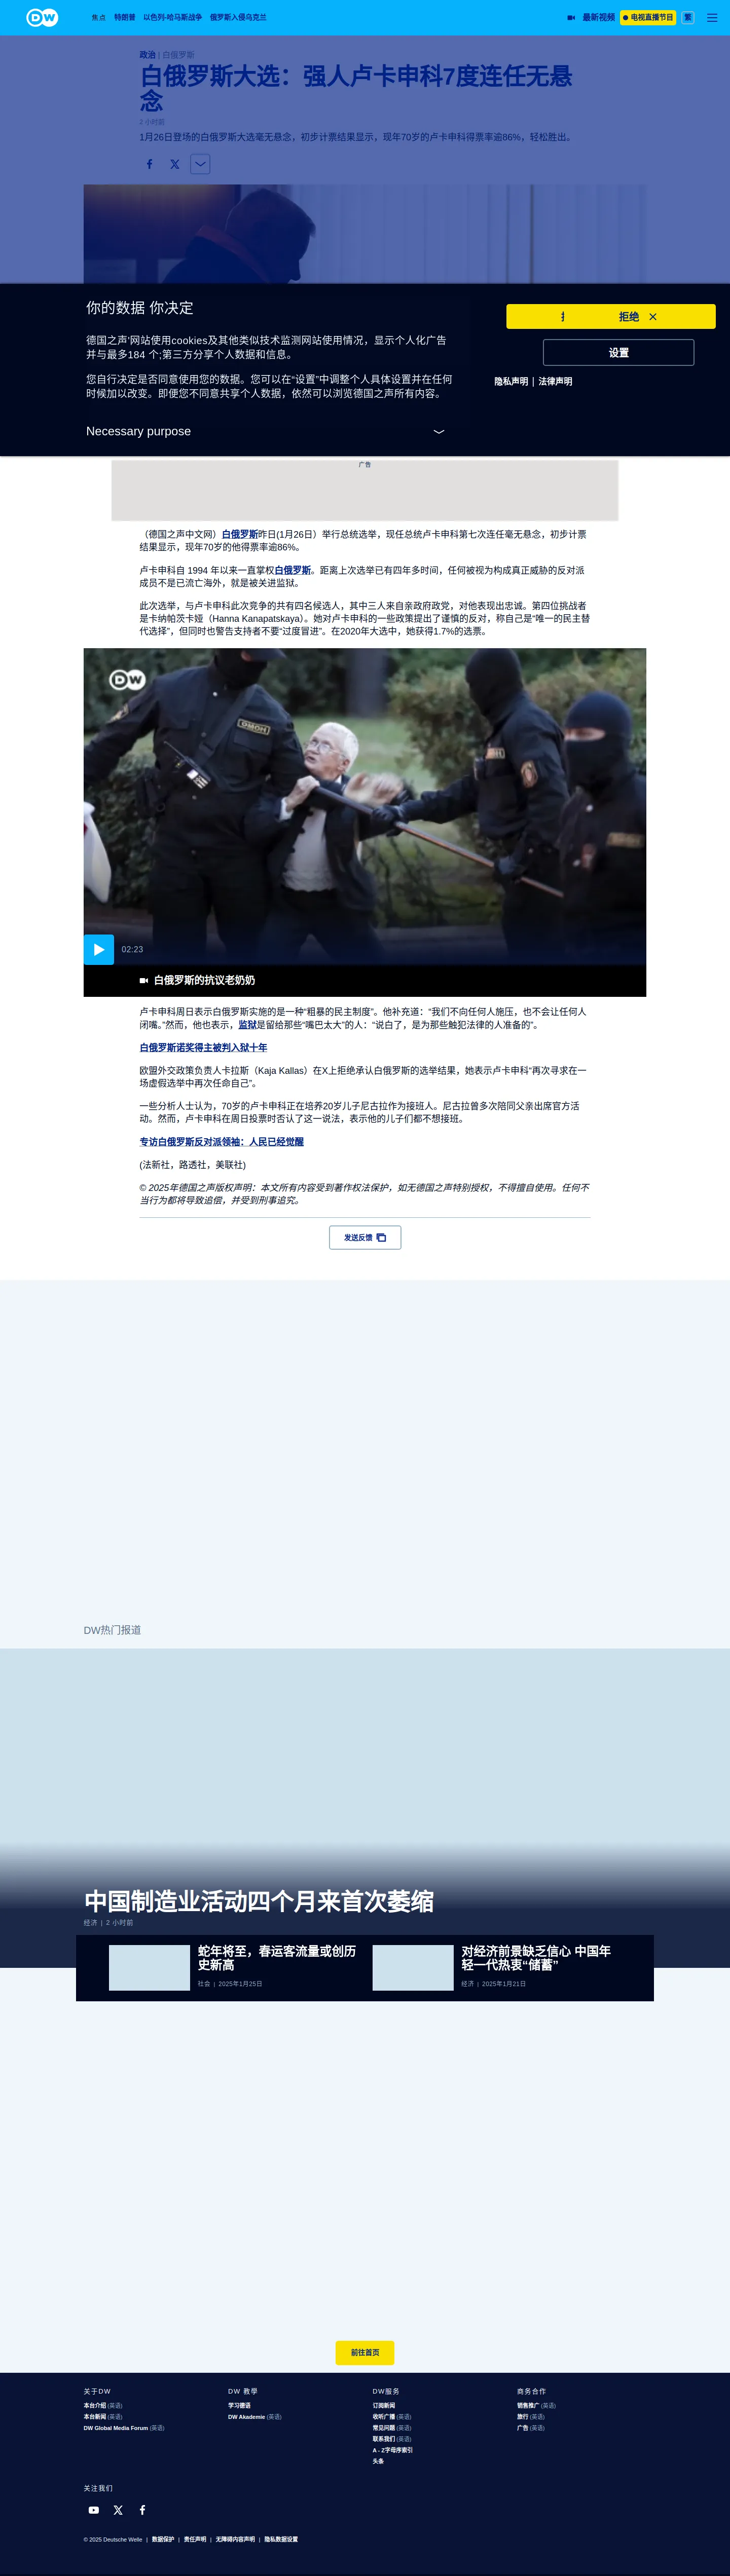 DW
焦点 特朗普 以色列-哈马斯战争 俄罗斯入侵乌克兰 最新视频 电视直播节目 繁
政治 | 白俄罗斯
白俄罗斯大选：强人卢卡申科7度连任无悬
念
2 小时前
1月26日登场的白俄罗斯大选毫无悬念，初步计票结果显示，现年70岁的卢卡申科得票率逾86%，轻松胜出。
你的数据 你决定
德国之声'网站使用cookies及其他类似技术监测网站使用情况，显示个人化广告
并与最多184 个;第三方分享个人数据和信息。
您自行决定是否同意使用您的数据。您可以在“设置”中调整个人具体设置并在任何
时候加以改变。即便您不同意共享个人数据，依然可以浏览德国之声所有内容。
Necessary purpose
拒绝
设置
隐私声明 | 法律声明
广告
（德国之声中文网）白俄罗斯昨日(1月26日）举行总统选举，现任总统卢卡申科第七次连任毫无悬念，初步计票
结果显示，现年70岁的他得票率逾86%。
卢卡申科自 1994 年以来一直掌权白俄罗斯。距离上次选举已有四年多时间，任何被视为构成真正威胁的反对派
成员不是已流亡海外，就是被关进监狱。
此次选举，与卢卡申科此次竞争的共有四名候选人，其中三人来自亲政府政党，对他表现出忠诚。第四位挑战者
是卡纳帕茨卡娅（Hanna Kanapatskaya）。她对卢卡申科的一些政策提出了谨慎的反对，称自己是“唯一的民主替
代选择”，但同时也警告支持者不要“过度冒进”。在2020年大选中，她获得1.7%的选票。
DW
02:23
白俄罗斯的抗议老奶奶
卢卡申科周日表示白俄罗斯实施的是一种“粗暴的民主制度”。他补充道：“我们不向任何人施压，也不会让任何人
闭嘴。”然而，他也表示，监狱是留给那些“嘴巴太大”的人：“说白了，是为那些触犯法律的人准备的”。
白俄罗斯诺奖得主被判入狱十年
欧盟外交政策负责人卡拉斯（Kaja Kallas）在X上拒绝承认白俄罗斯的选举结果，她表示卢卡申科“再次寻求在一
场虚假选举中再次任命自己”。
一些分析人士认为，70岁的卢卡申科正在培养20岁儿子尼古拉作为接班人。尼古拉曾多次陪同父亲出席官方活
动。然而，卢卡申科在周日投票时否认了这一说法，表示他的儿子们都不想接班。
专访白俄罗斯反对派领袖：人民已经觉醒
(法新社，路透社，美联社)
© 2025年德国之声版权声明：本文所有内容受到著作权法保护，如无德国之声特别授权，不得擅自使用。任何不
当行为都将导致追偿，并受到刑事追究。
发送反馈
DW热门报道
中国制造业活动四个月来首次萎缩
经济 | 2 小时前
蛇年将至，春运客流量或创历
史新高
社会 | 2025年1月25日
对经济前景缺乏信心 中国年
轻一代热衷“储蓄”
经济 | 2025年1月21日
前往首页
关于DW
本台介绍 (英语)
本台新闻 (英语)
DW Global Media Forum (英语)
DW 教學
学习德语
DW Akademie (英语)
DW服务
订阅新闻
收听广播 (英语)
常见问题 (英语)
联系我们 (英语)
A - Z字母序索引
头条
商务合作
销售推广 (英语)
旅行 (英语)
广告 (英语)
关注我们
© 2025 Deutsche Welle | 数据保护 | 责任声明 | 无障碍内容声明 | 隐私数据设置